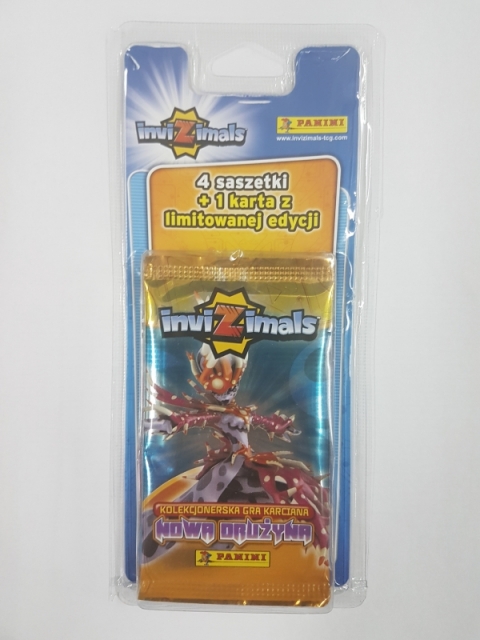 inviZimals
PANINI
www.invizimals-tcg.com
4 saszetki
+ 1 karta z
limitowanej edycji
inviZimals
KOLEKCJONERSKA GRA KARCIANA
NOWA DRUŻYNA
PANINI